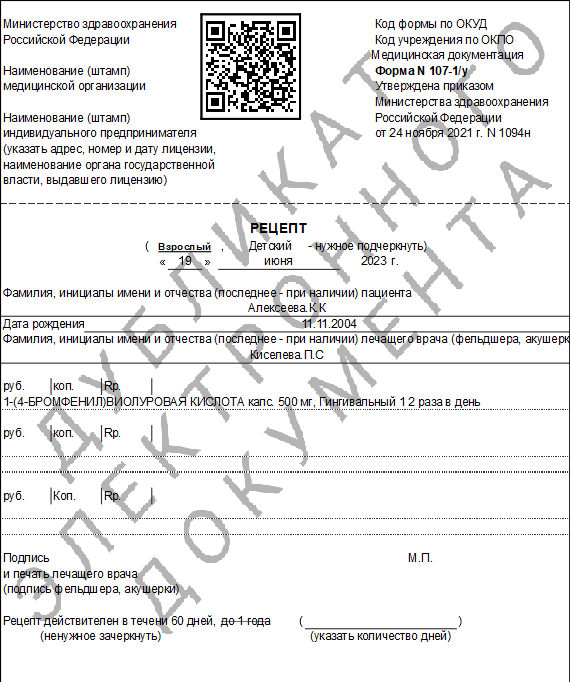 Министерство здравоохранения
Российской Федерации
Наименование (штамп)
медицинской организации
Наименование (штамп)
индивидуального предпринимателя
(указать адрес, номер и дату лицензии,
наименование органа государственной
власти, выдавшего лицензию)
Код формы по ОКУД
Код учреждения по ОКПО
Медицинская документация
Форма N 107-1/у
Утверждена приказом
Министерства здравоохранения
Российской Федерации
от 24 ноября 2021 г. N 1094н
РЕЦЕПТ
( Взрослый , Детский - нужное подчеркнуть)
« 19 » июня 2023 г.
Фамилия, инициалы имени и отчества (последнее - при наличии) пациента
Алексеева.К.К
Дата рождения 11.11.2004
Фамилия, инициалы имени и отчества (последнее - при наличии) лечащего врача (фельдшера, акушерк
Киселева.П.С
руб. коп. Rp.
1-(4-БРОМФЕНИЛ)ВИОЛУРОВАЯ КИСЛОТА капс. 500 мг, Гингивальный 12 раза в день
руб. коп. Rp.
руб. Коп. Rp.
Подпись М.П.
и печать лечащего врача
(подпись фельдшера, акушерки)
Рецепт действителен в течени 60 дней, до 1 года ( )
(ненужное зачеркнуть) (указать количество дней)
ДУБЛИКАТ
ЭЛЕКТРОННОГО
ДОКУМЕНТА